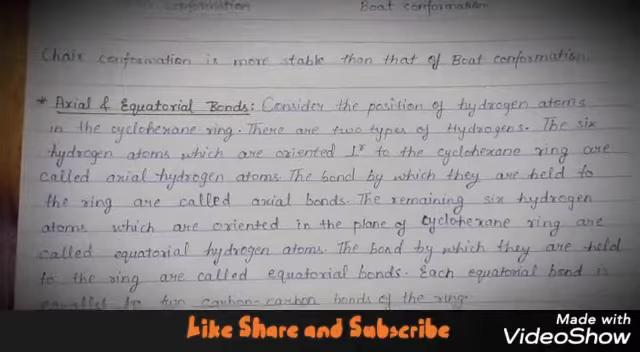 conformation
Boat conformation
Chair conformation is more stable than that of Boat conformation.
* Axial & Equatorial Bonds: Consider the position of hydrogen atoms
in the cyclohexane ring. There are two types of Hydrogens. The six
hydrogen atoms which are oriented ⊥r to the cyclohexane ring are
called axial hydrogen atoms. The bond by which they are held to
the ring are called axial bonds. The remaining six hydrogen
atoms which are oriented in the plane of cyclohexane ring are
called equatorial hydrogen atoms. The bond by which they are held
to the ring are called equatorial bonds. Each equatorial bond is
parallel to two carbon-carbon bonds of the ring.
Like Share and Subscribe
Made with
VideoShow